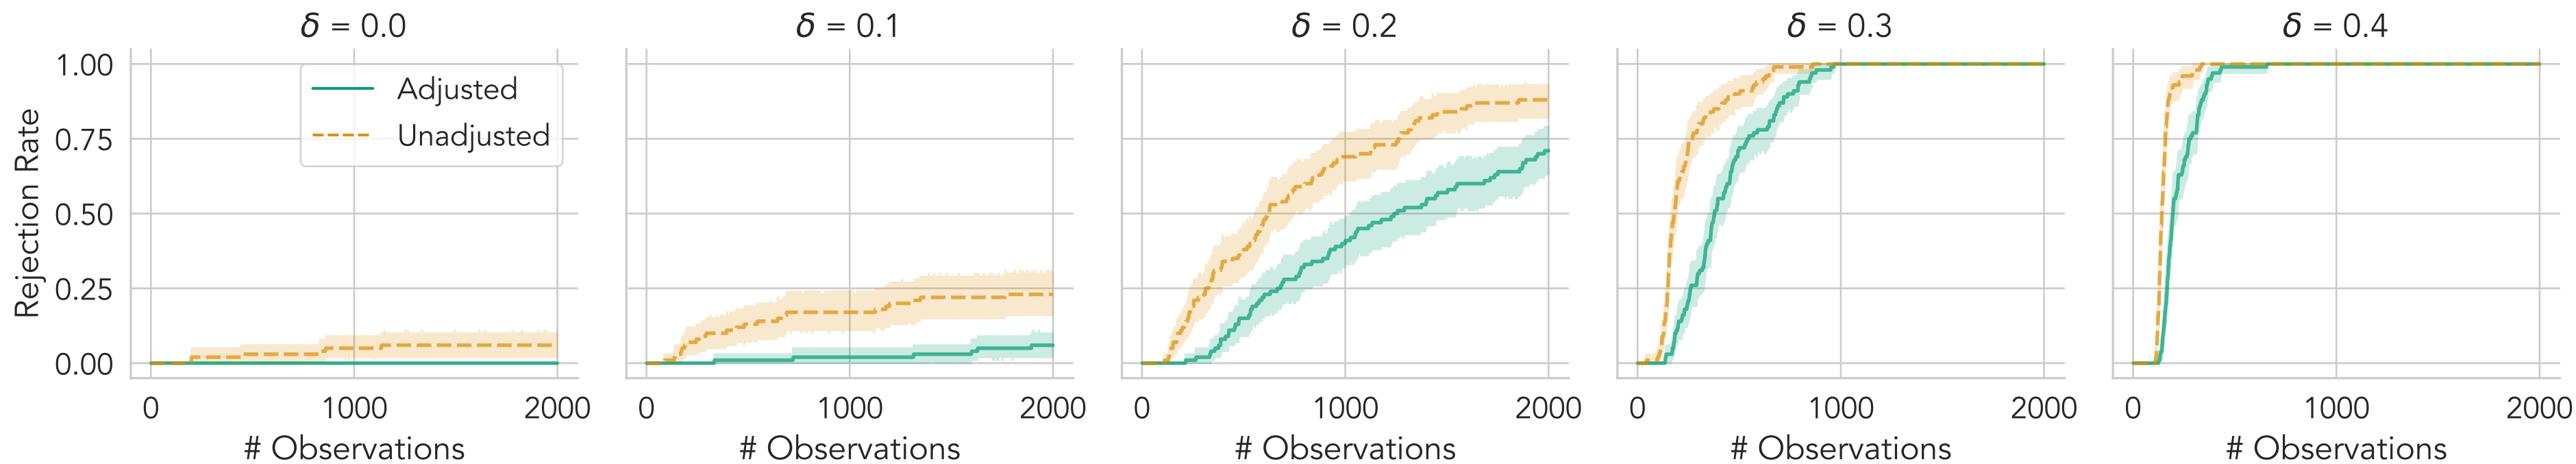 δ = 0.0
δ = 0.1
δ = 0.2
δ = 0.3
δ = 0.4
Rejection Rate
1.00
0.75
0.50
0.25
0.00
Adjusted
Unadjusted
0 1000 2000
0 1000 2000
0 1000 2000
0 1000 2000
0 1000 2000
# Observations
# Observations
# Observations
# Observations
# Observations